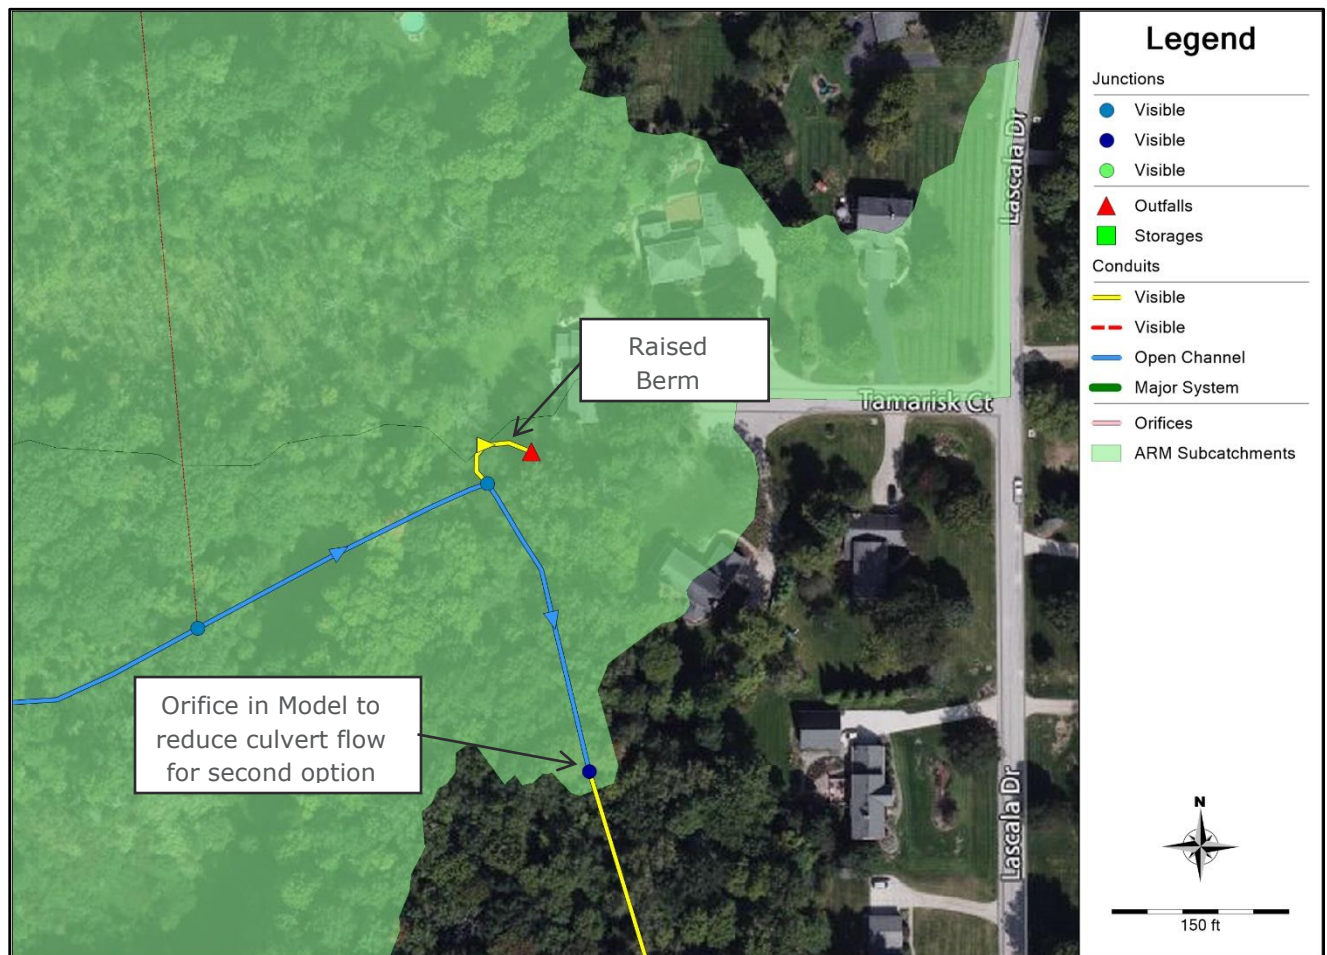 Legend
Junctions
Visible
Visible
Visible
Outfalls
Storages
Conduits
Visible
Visible
Open Channel
Major System
Orifices
ARM Subcatchments
Lascala Dr
Raised
Berm
Tamarisk Ct
Orifice in Model to
reduce culvert flow
for second option
Lascala Dr
N
150 ft